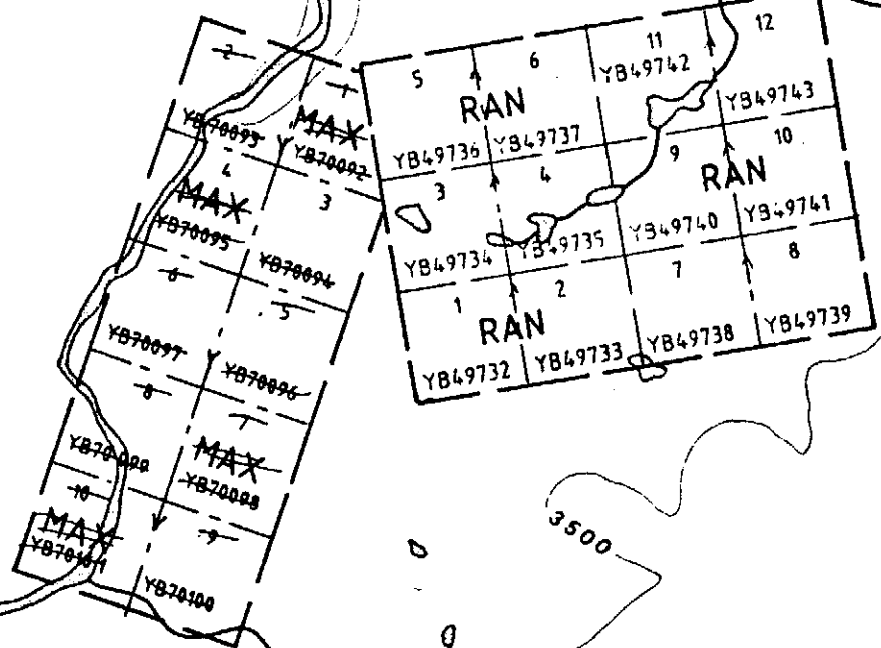 2
1
MAX
YB70093
YB70092
4
3
MAX
YB70095
YB70094
6
5
YB70097
YB70096
8
7
MAX
YB70098
10
9
MAX
YB70101
YB70100
5
6
11
12
RAN
YB49742
YB49743
YB49736
YB49737
9
10
3
4
RAN
YB49734
YB49735
YB49740
YB49741
1
2
7
8
RAN
YB49732
YB49733
YB49738
YB49739
3500